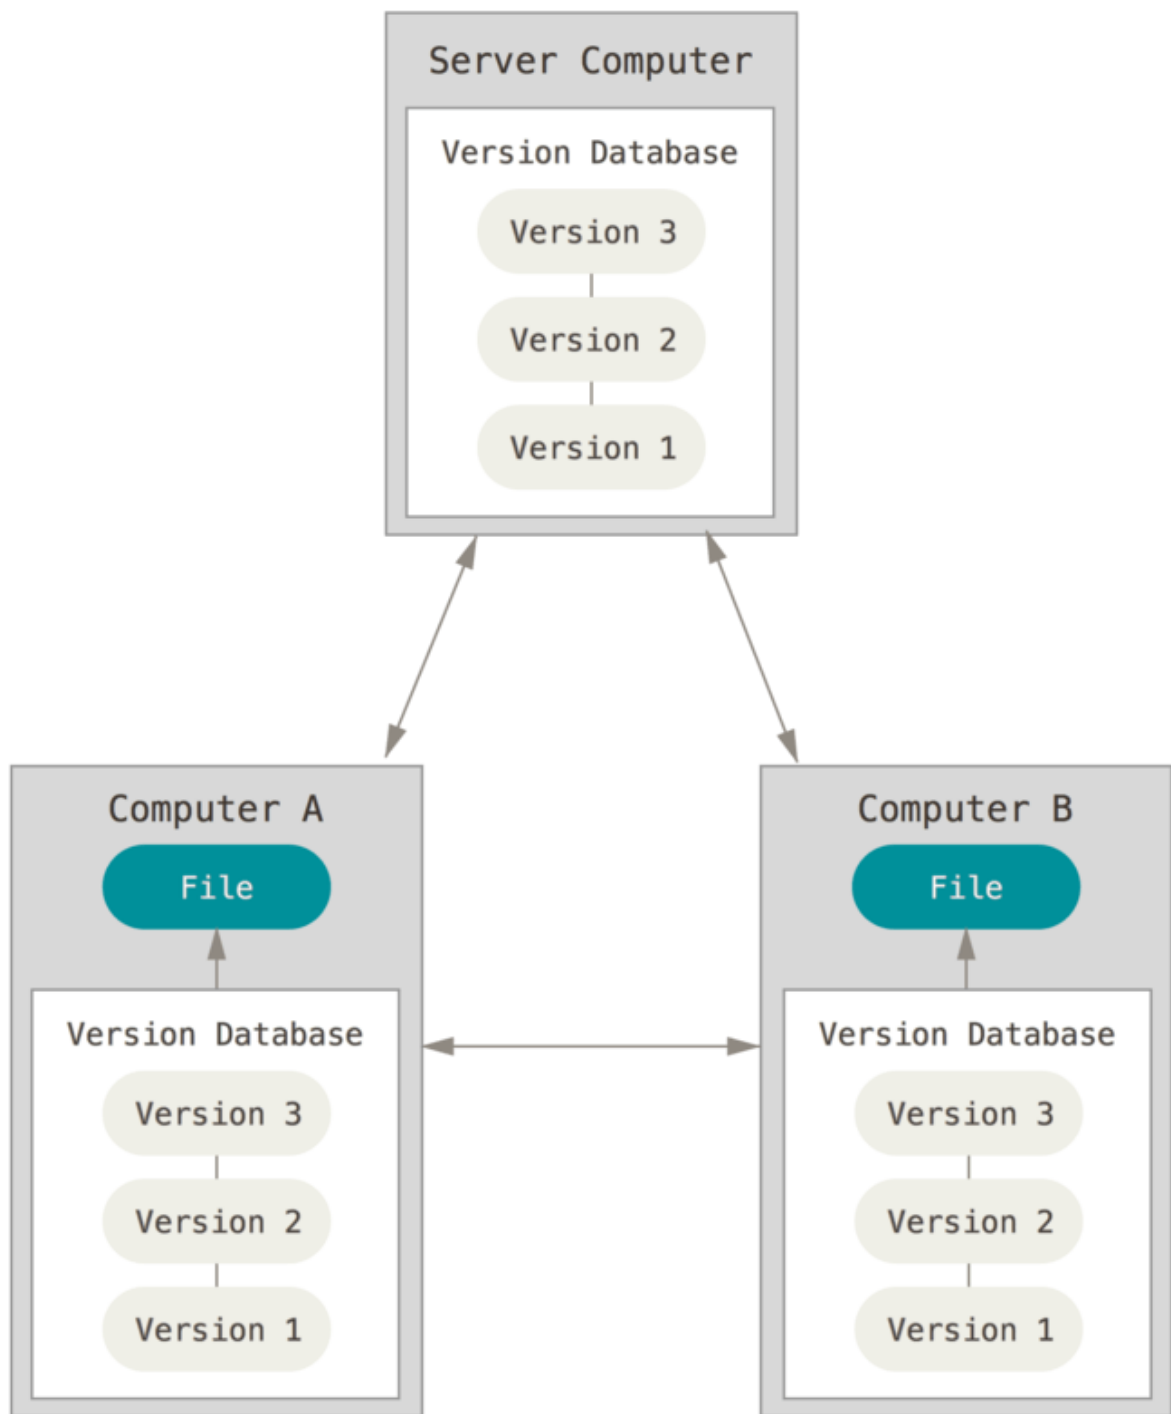 Server Computer
Version Database
Version 3
Version 2
Version 1
Computer A
File
Version Database
Version 3
Version 2
Version 1
Computer B
File
Version Database
Version 3
Version 2
Version 1